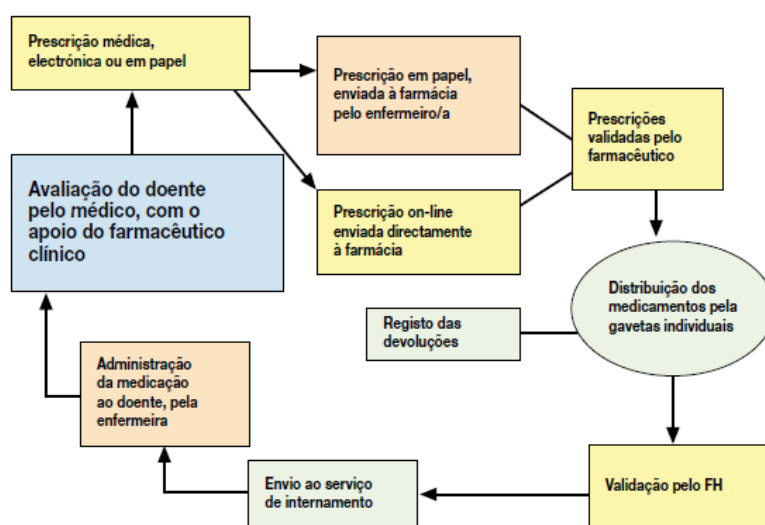 Prescrição médica,
electrónica ou em papel
Prescrição em papel,
enviada à farmácia
pelo enfermeiro/a
Prescrições
validadas pelo
farmacêutico
Avaliação do doente
pelo médico, com o
apoio do farmacêutico
clínico
Prescrição on-line
enviada directamente
à farmácia
Distribuição dos
medicamentos pela
gavetas individuais
Registo das
devoluções
Administração
da medicação
ao doente, pela
enfermeira
Envio ao serviço
de internamento
Validação pelo FH